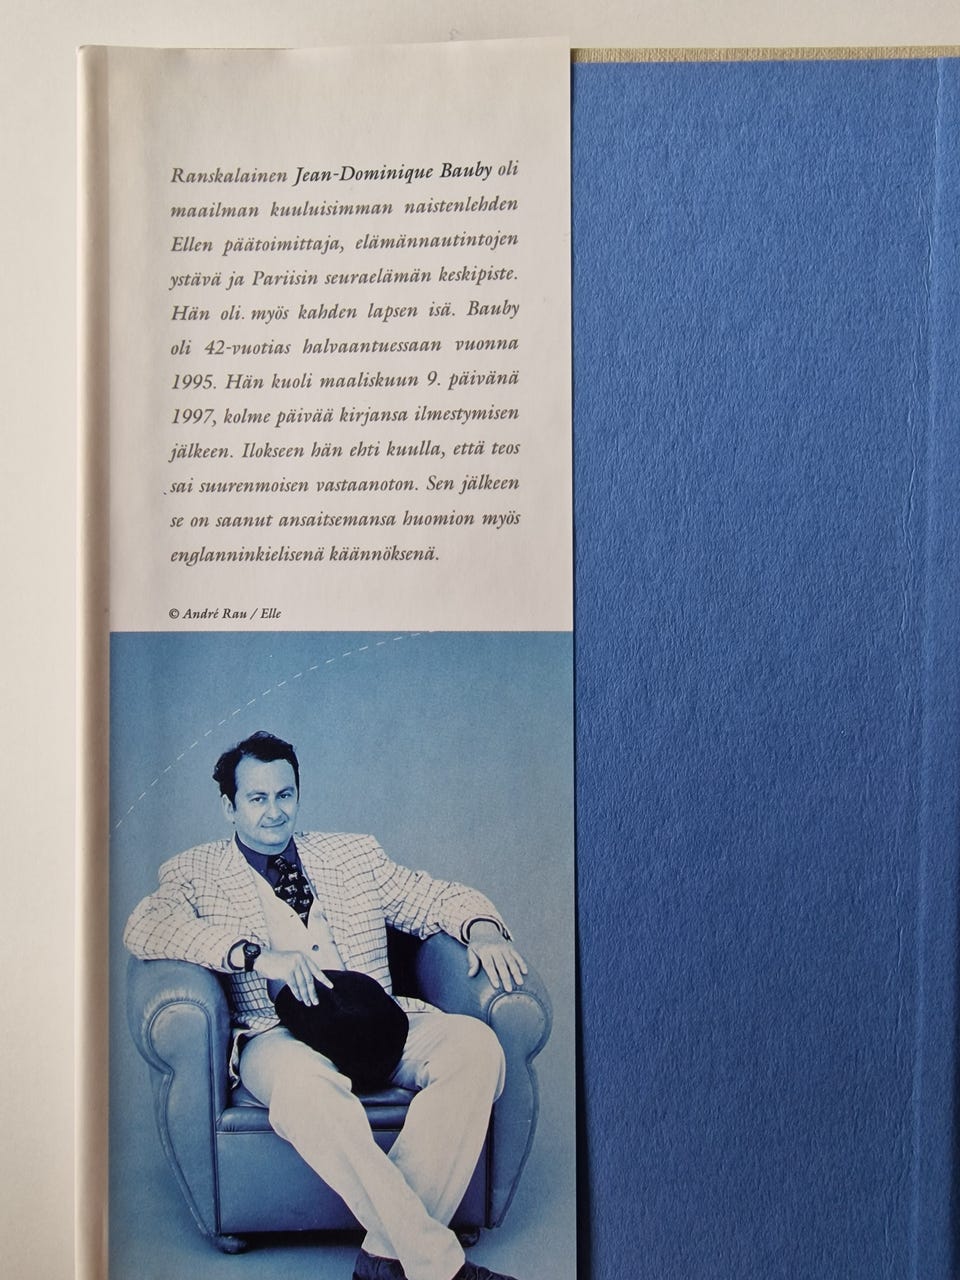 Ranskalainen Jean-Dominique Bauby oli
maailman kuuluisimman naistenlehden
Ellen päätoimittaja, elämännautintojen
ystävä ja Pariisin seuraelämän keskipiste.
Hän oli myös kahden lapsen isä. Bauby
oli 42-vuotias halvaantuessaan vuonna
1995. Hän kuoli maaliskuun 9. päivänä
1997, kolme päivää kirjansa ilmestymisen
jälkeen. Ilokseen hän ehti kuulla, että teos
sai suurenmoisen vastaanoton. Sen jälkeen
se on saanut ansaitsemansa huomion myös
englanninkielisenä käännöksenä.
© André Rau / Elle